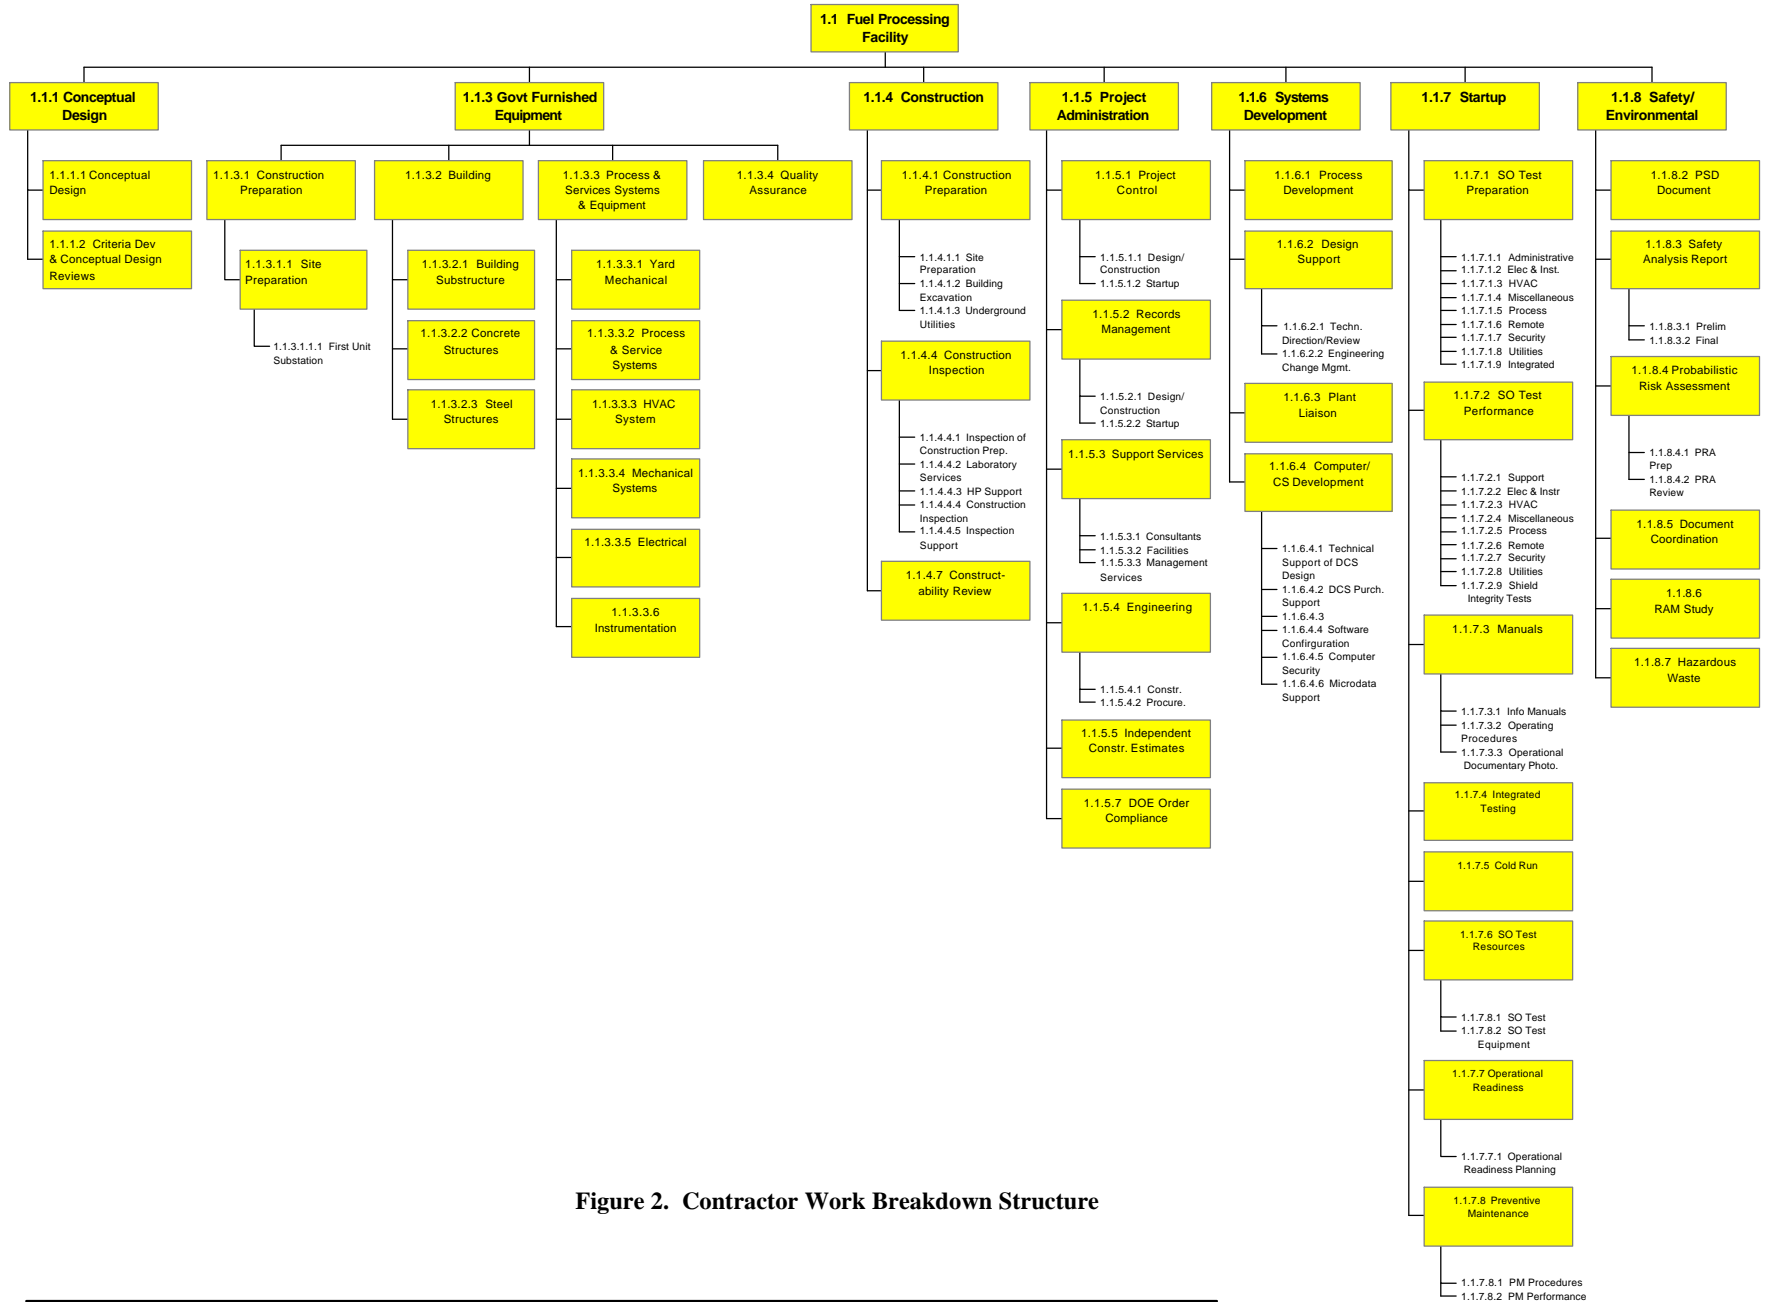 1.1 Fuel Processing
Facility
1.1.1 Conceptual
Design
1.1.1.1 Conceptual
Design
1.1.1.2 Criteria Dev
& Conceptual Design
Reviews
1.1.3 Govt Furnished
Equipment
1.1.3.1 Construction
Preparation
1.1.3.1.1 Site
Preparation
1.1.3.1.1.1 First Unit
Substation
1.1.3.2 Building
1.1.3.2.1 Building
Substructure
1.1.3.2.2 Concrete
Structures
1.1.3.2.3 Steel
Structures
1.1.3.3 Process &
Services Systems
& Equipment
1.1.3.3.1 Yard
Mechanical
1.1.3.3.2 Process
& Service
Systems
1.1.3.3.3 HVAC
System
1.1.3.3.4 Mechanical
Systems
1.1.3.3.5 Electrical
1.1.3.3.6
Instrumentation
1.1.3.4 Quality
Assurance
1.1.4 Construction
1.1.4.1 Construction
Preparation
1.1.4.1.1 Site
Preparation
1.1.4.1.2 Building
Excavation
1.1.4.1.3 Underground
Utilities
1.1.4.4 Construction
Inspection
1.1.4.4.1 Inspection of
Construction Prep.
1.1.4.4.2 Laboratory
Services
1.1.4.4.3 HP Support
1.1.4.4.4 Construction
Inspection
1.1.4.4.5 Inspection
Support
1.1.4.7 Construct-
ability Review
1.1.5 Project
Administration
1.1.5.1 Project
Control
1.1.5.1.1 Design/
Construction
1.1.5.1.2 Startup
1.1.5.2 Records
Management
1.1.5.2.1 Design/
Construction
1.1.5.2.2 Startup
1.1.5.3 Support Services
1.1.5.3.1 Consultants
1.1.5.3.2 Facilities
1.1.5.3.3 Management
Services
1.1.5.4 Engineering
1.1.5.4.1 Constr.
1.1.5.4.2 Procure.
1.1.5.5 Independent
Constr. Estimates
1.1.5.7 DOE Order
Compliance
1.1.6 Systems
Development
1.1.6.1 Process
Development
1.1.6.2 Design
Support
1.1.6.2.1 Techn.
Direction/Review
1.1.6.2.2 Engineering
Change Mgmt.
1.1.6.3 Plant
Liaison
1.1.6.4 Computer/
CS Development
1.1.6.4.1 Technical
Support of DCS
Design
1.1.6.4.2 DCS Purch.
Support
1.1.6.4.3
1.1.6.4.4 Software
Confirguration
1.1.6.4.5 Computer
Security
1.1.6.4.6 Microdata
Support
1.1.7 Startup
1.1.7.1 SO Test
Preparation
1.1.7.1.1 Administrative
1.1.7.1.2 Elec & Inst.
1.1.7.1.3 HVAC
1.1.7.1.4 Miscellaneous
1.1.7.1.5 Process
1.1.7.1.6 Remote
1.1.7.1.7 Security
1.1.7.1.8 Utilities
1.1.7.1.9 Integrated
1.1.7.2 SO Test
Performance
1.1.7.2.1 Support
1.1.7.2.2 Elec & Instr
1.1.7.2.3 HVAC
1.1.7.2.4 Miscellaneous
1.1.7.2.5 Process
1.1.7.2.6 Remote
1.1.7.2.7 Security
1.1.7.2.8 Utilities
1.1.7.2.9 Shield
Integrity Tests
1.1.7.3 Manuals
1.1.7.3.1 Info Manuals
1.1.7.3.2 Operating
Procedures
1.1.7.3.3 Operational
Documentary Photo.
1.1.7.4 Integrated
Testing
1.1.7.5 Cold Run
1.1.7.6 SO Test
Resources
1.1.7.8.1 SO Test
1.1.7.8.2 SO Test
Equipment
1.1.7.7 Operational
Readiness
1.1.7.7.1 Operational
Readiness Planning
1.1.7.8 Preventive
Maintenance
1.1.7.8.1 PM Procedures
1.1.7.8.2 PM Performance
1.1.8 Safety/
Environmental
1.1.8.2 PSD
Document
1.1.8.3 Safety
Analysis Report
1.1.8.3.1 Prelim
1.1.8.3.2 Final
1.1.8.4 Probabilistic
Risk Assessment
1.1.8.4.1 PRA
Prep
1.1.8.4.2 PRA
Review
1.1.8.5 Document
Coordination
1.1.8.6
RAM Study
1.1.8.7 Hazardous
Waste
Figure 2. Contractor Work Breakdown Structure